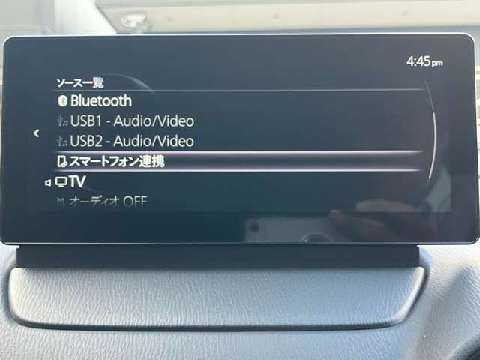 4:45pm
ソース一覧
Bluetooth
USB1 - Audio/Video
USB2 - Audio/Video
スマートフォン連携
TV
オーディオ OFF